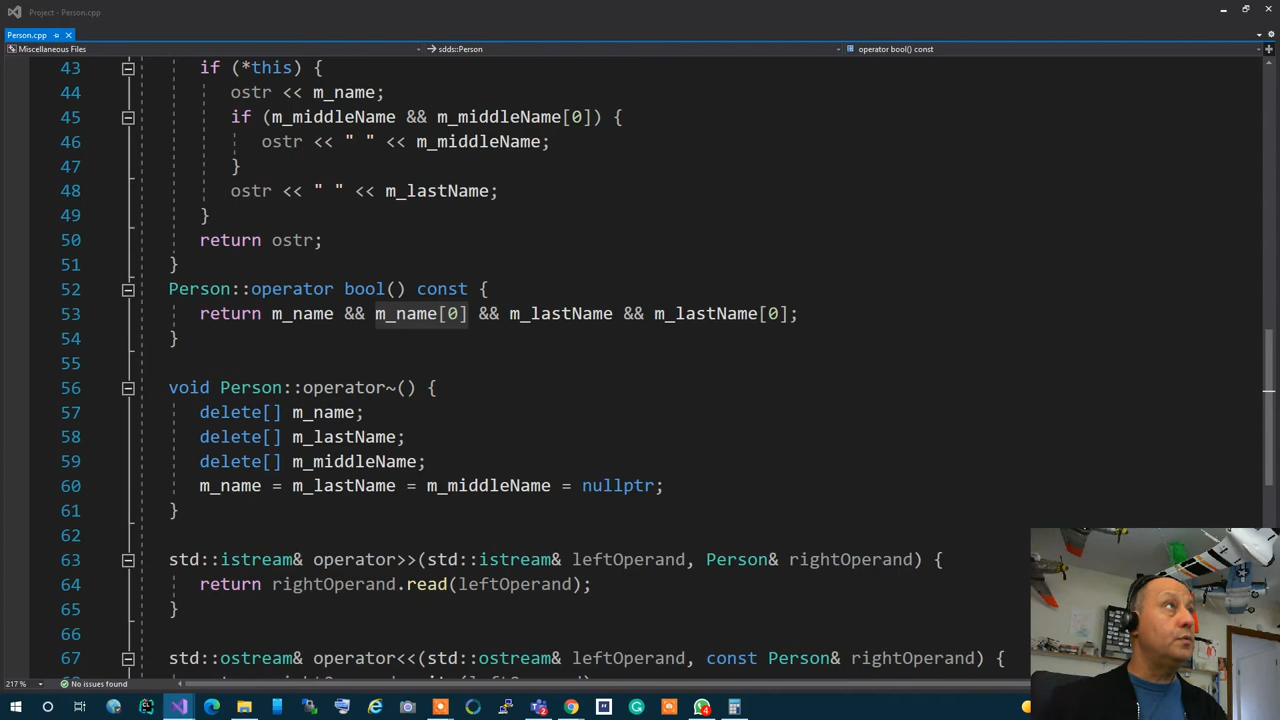 Project - Person.cpp
Person.cpp
Miscellaneous Files
sdds::Person
operator bool() const
43 if (*this) {
44 ostr << m_name;
45 if (m_middleName && m_middleName[0]) {
46 ostr << " " << m_middleName;
47 }
48 ostr << " " << m_lastName;
49 }
50 return ostr;
51 }
52 Person::operator bool() const {
53 return m_name && m_name[0] && m_lastName && m_lastName[0];
54 }
55
56 void Person::operator~() {
57 delete[] m_name;
58 delete[] m_lastName;
59 delete[] m_middleName;
60 m_name = m_lastName = m_middleName = nullptr;
61 }
62
63 std::istream& operator>>(std::istream& leftOperand, Person& rightOperand) {
64 return rightOperand.read(leftOperand);
65 }
66
67 std::ostream& operator<<(std::ostream& leftOperand, const Person& rightOperand) {
217 %
No issues found
4